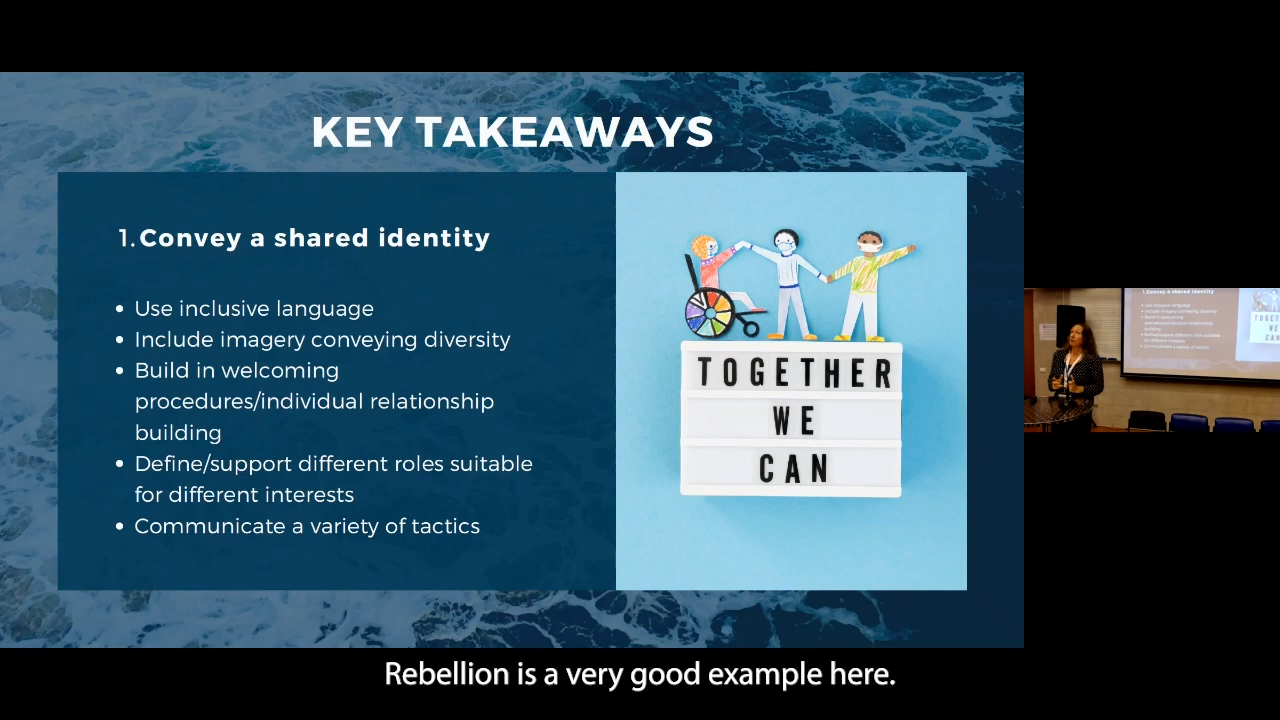 KEY TAKEAWAYS
1. Convey a shared identity
• Use inclusive language
• Include imagery conveying diversity
• Build in welcoming
procedures/individual relationship
building
• Define/support different roles suitable
for different interests
• Communicate a variety of tactics
TOGETHER
WE
CAN
Rebellion is a very good example here.